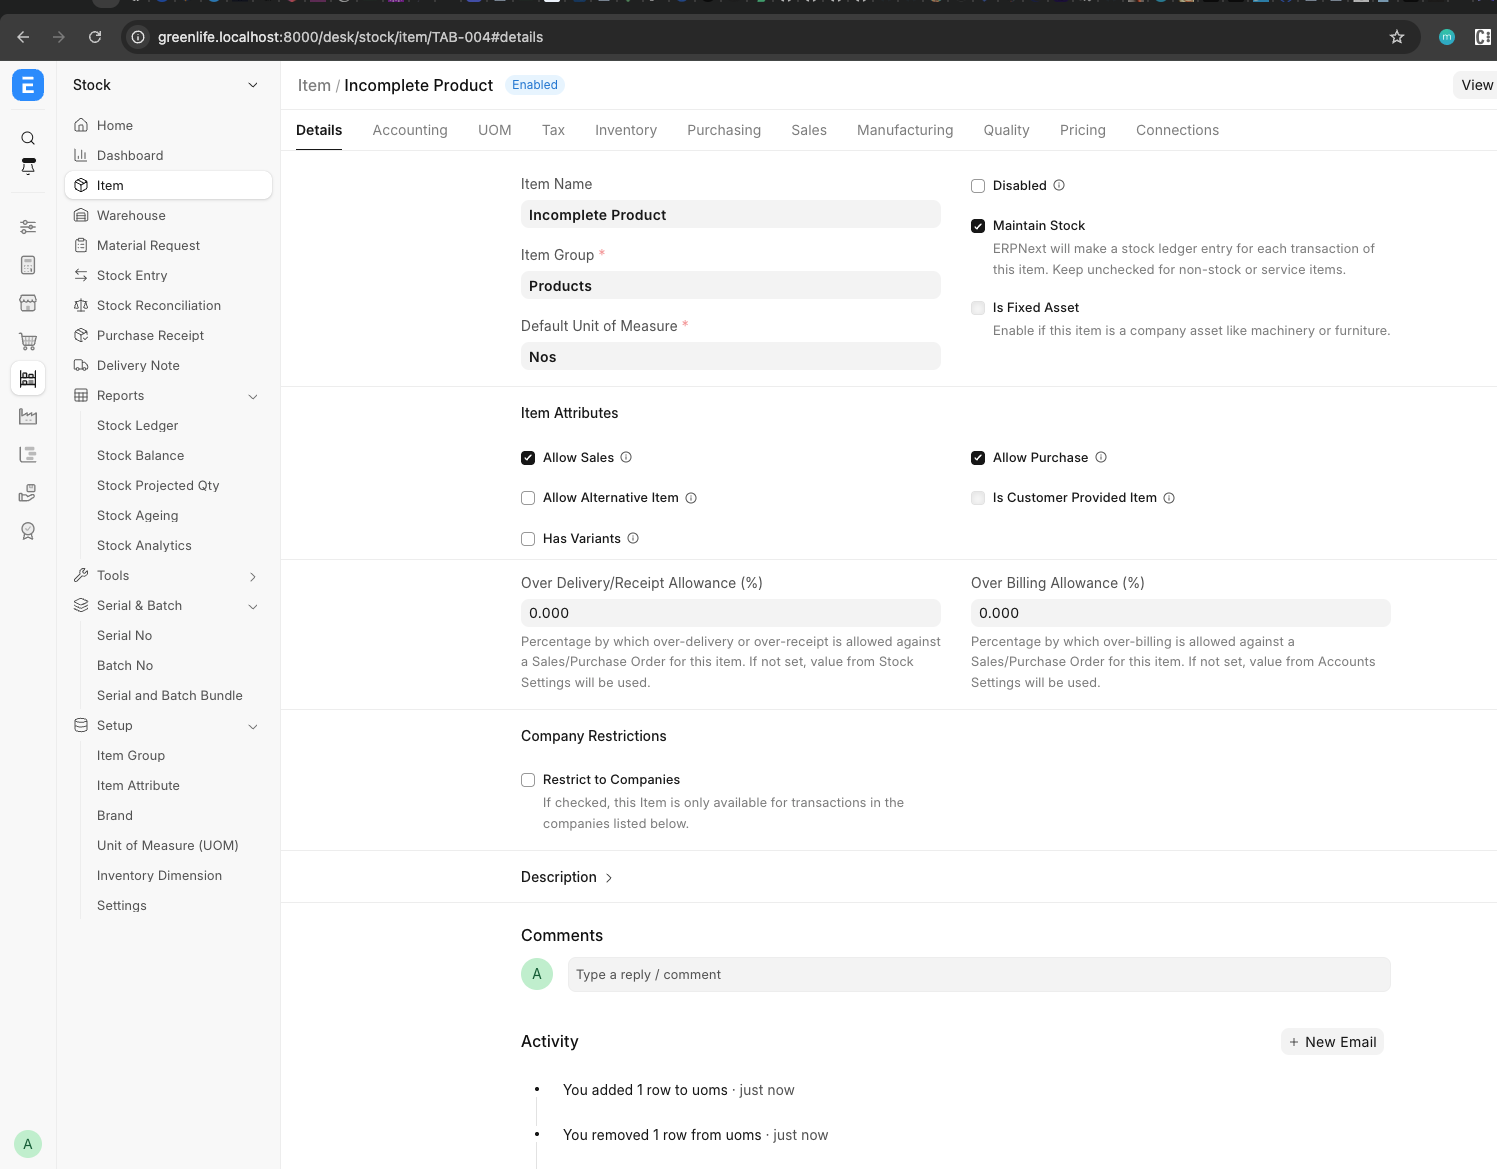 greenlife.localhost:8000/desk/stock/item/TAB-004#details
m
Stock
Home
Dashboard
Item
Warehouse
Material Request
Stock Entry
Stock Reconciliation
Purchase Receipt
Delivery Note
Reports
Stock Ledger
Stock Balance
Stock Projected Qty
Stock Ageing
Stock Analytics
Tools
Serial & Batch
Serial No
Batch No
Serial and Batch Bundle
Setup
Item Group
Item Attribute
Brand
Unit of Measure (UOM)
Inventory Dimension
Settings
A
Item / Incomplete Product Enabled
View
Details Accounting UOM Tax Inventory Purchasing Sales Manufacturing Quality Pricing Connections
Item Name
Incomplete Product
Item Group *
Products
Default Unit of Measure *
Nos
Disabled
Maintain Stock
ERPNext will make a stock ledger entry for each transaction of
this item. Keep unchecked for non-stock or service items.
Is Fixed Asset
Enable if this item is a company asset like machinery or furniture.
Item Attributes
Allow Sales
Allow Alternative Item
Has Variants
Allow Purchase
Is Customer Provided Item
Over Delivery/Receipt Allowance (%)
0.000
Percentage by which over-delivery or over-receipt is allowed against
a Sales/Purchase Order for this item. If not set, value from Stock
Settings will be used.
Over Billing Allowance (%)
0.000
Percentage by which over-billing is allowed against a
Sales/Purchase Order for this item. If not set, value from Accounts
Settings will be used.
Company Restrictions
Restrict to Companies
If checked, this Item is only available for transactions in the
companies listed below.
Description
Comments
A
Type a reply / comment
Activity
+ New Email
You added 1 row to uoms · just now
You removed 1 row from uoms · just now